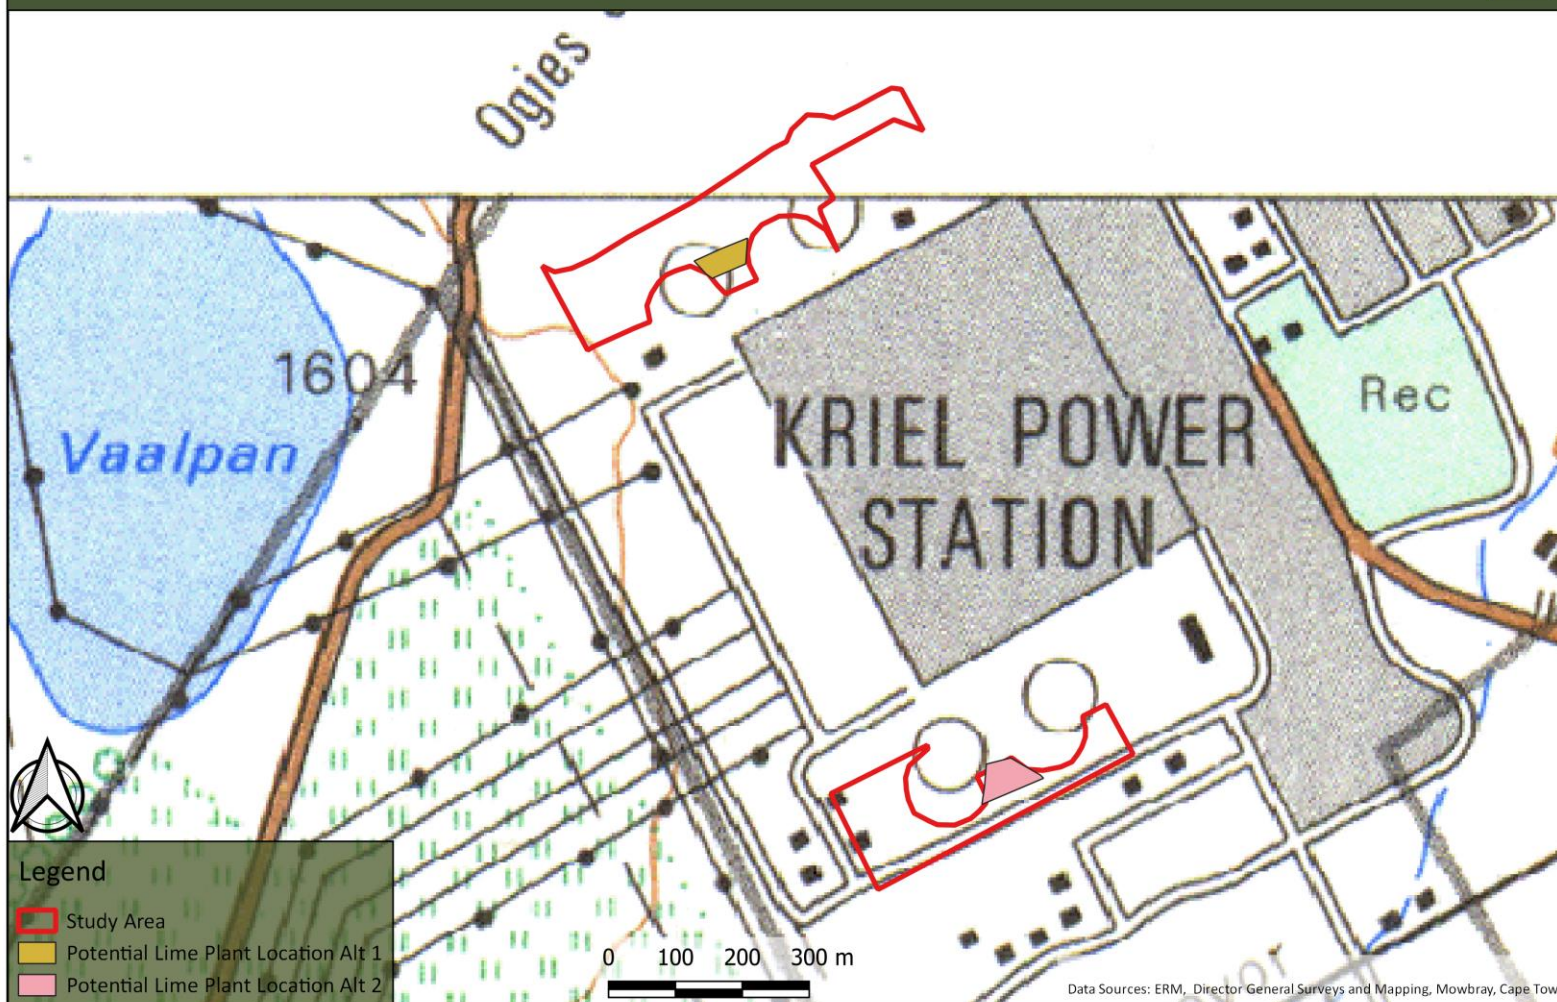 Ogies
1604
Vaalpan
KRIEL POWER
STATION
Rec
Legend
Study Area
Potential Lime Plant Location Alt 1
Potential Lime Plant Location Alt 2
0 100 200 300 m
Data Sources: ERM, Director General Surveys and Mapping, Mowbray, Cape